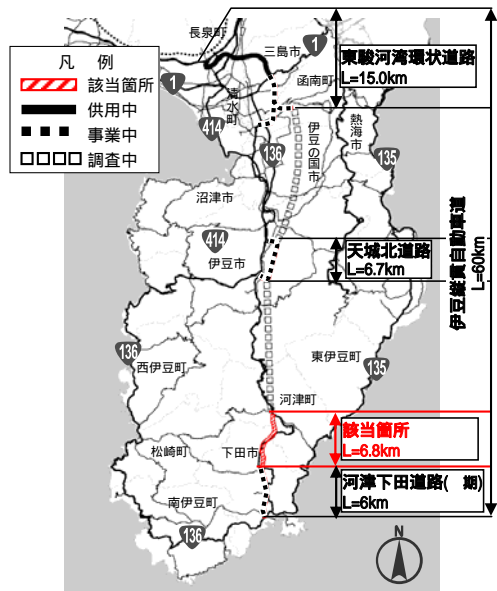 長泉町
三島市
1
凡　例
該当箇所
供用中
事業中
調査中
1
函南町
清水町
東駿河湾環状道路
L=15.0km
414
136
伊豆の国市
熱海市
135
沼津市
414
伊豆市
天城北道路
L=6.7km
伊豆縦貫自動車道
L=60km
136
西伊豆町
東伊豆町
135
河津町
該当箇所
L=6.8km
松崎町
下田市
河津下田道路(　期)
L=6km
南伊豆町
136
N